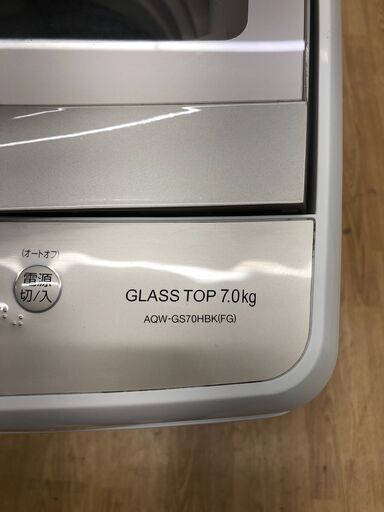 (オートオフ)
電源
切/入
GLASS TOP 7.0kg
AQW-GS70HBK(FG)